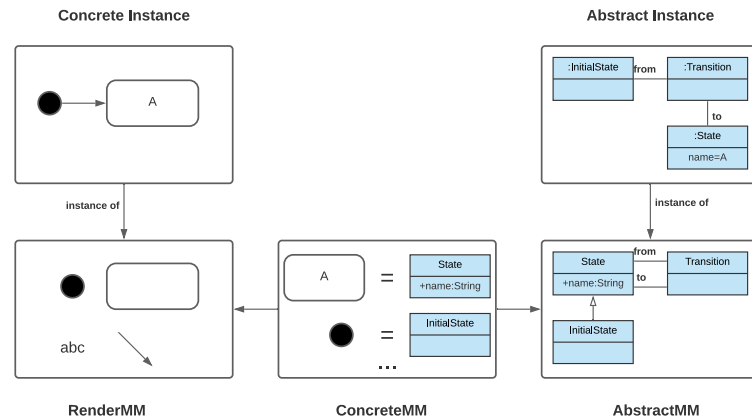 Concrete Instance
Abstract Instance
A
:InitialState
from
:Transition
to
:State
name=A
instance of
instance of
abc
A
=
State
+name:String
=
InitialState
...
State
+name:String
from
to
Transition
InitialState
RenderMM
ConcreteMM
AbstractMM